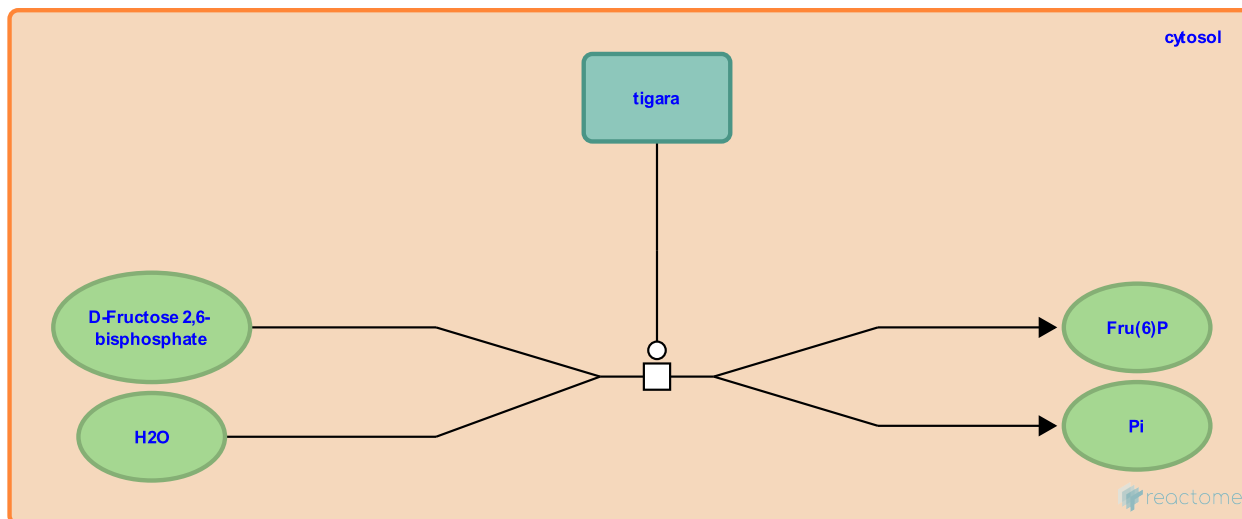 cytosol
tigara
D-Fructose 2,6-
bisphosphate
Fru(6)P
H2O
Pi
reactome